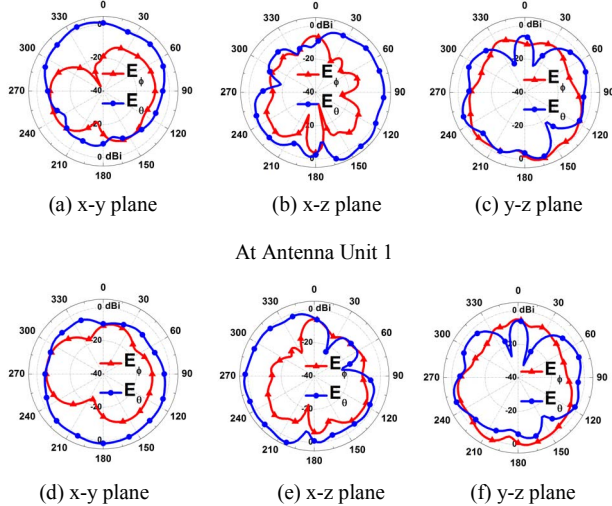 0 dBi 0 dBi 0 dBi
330 30 330 30 330 30
300 60 300 60 300 60
-20 -20 -20
Eϕ Eϕ Eϕ
270 -40 90 270 -40 90 270 -40 90
Eθ Eθ Eθ
-20 -20 -20
240 120 240 120 240 120
210 150 210 150 210 150
0 dBi 0 0
180 180 180
(a) x-y plane (b) x-z plane (c) y-z plane
At Antenna Unit 1
0 dBi 0 dBi 0 dBi
330 30 330 30 330 30
300 60 300 60 300 60
-20 -20 -20
Eϕ Eϕ Eϕ
270 -40 90 270 -40 90 270 -40 90
Eθ Eθ Eθ
-20 -20 -20
240 120 240 120 240 120
210 150 210 150 210 150
0 0 0
180 180 180
(d) x-y plane (e) x-z plane (f) y-z plane